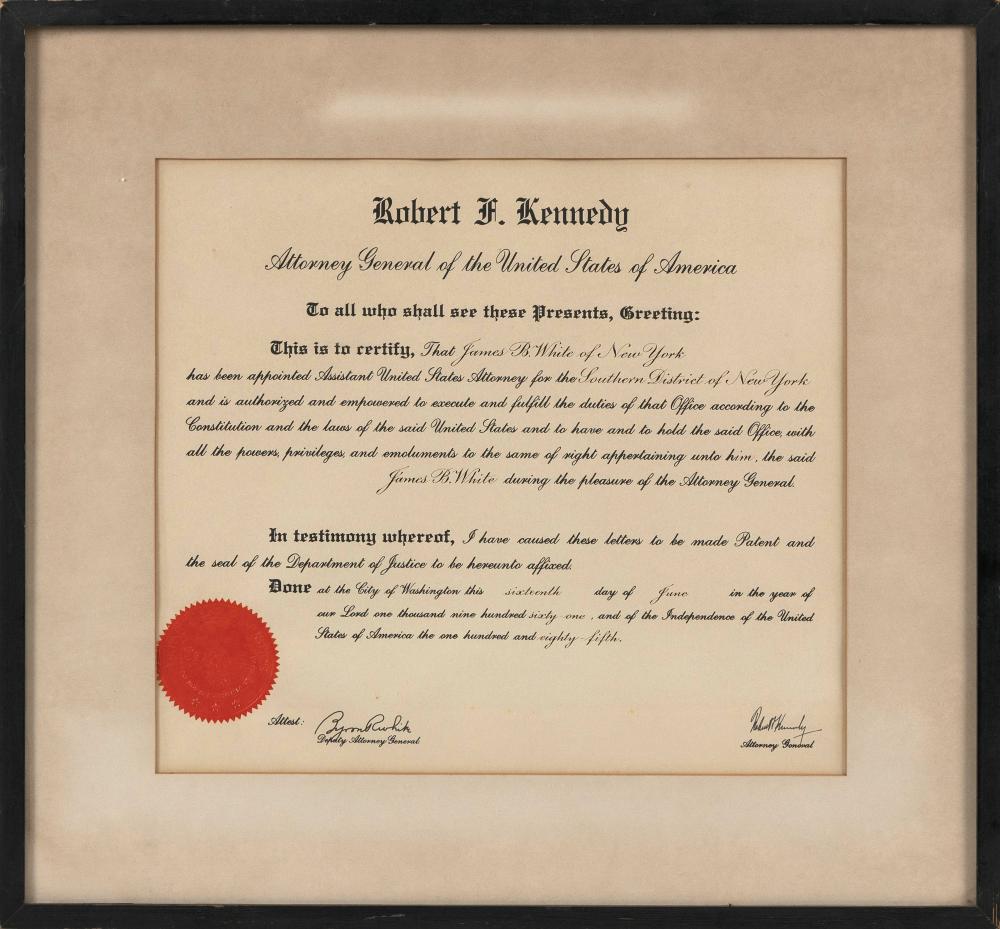 Robert F. Kennedy
Attorney General of the United States of America
To all who shall see these Presents, Greeting:
This is to certify, That James B. White of New York
has been appointed Assistant United States Attorney for the Southern District of New York
and is authorized and empowered to execute and fulfill the duties of that Office according to the
Constitution and the laws of the said United States and to have and to hold the said Office, with
all the powers, privileges, and emoluments to the same of right appertaining unto him, the said
James B. White during the pleasure of the Attorney General.
In testimony whereof, I have caused these letters to be made Patent and
the seal of the Department of Justice to be hereunto affixed.
Done at the City of Washington this sixteenth day of June in the year of
our Lord one thousand nine hundred sixty one, and of the Independence of the United
States of America the one hundred and eighty-fifth.
Attest: Byron R White
Deputy Attorney General
Robert F Kennedy
Attorney General